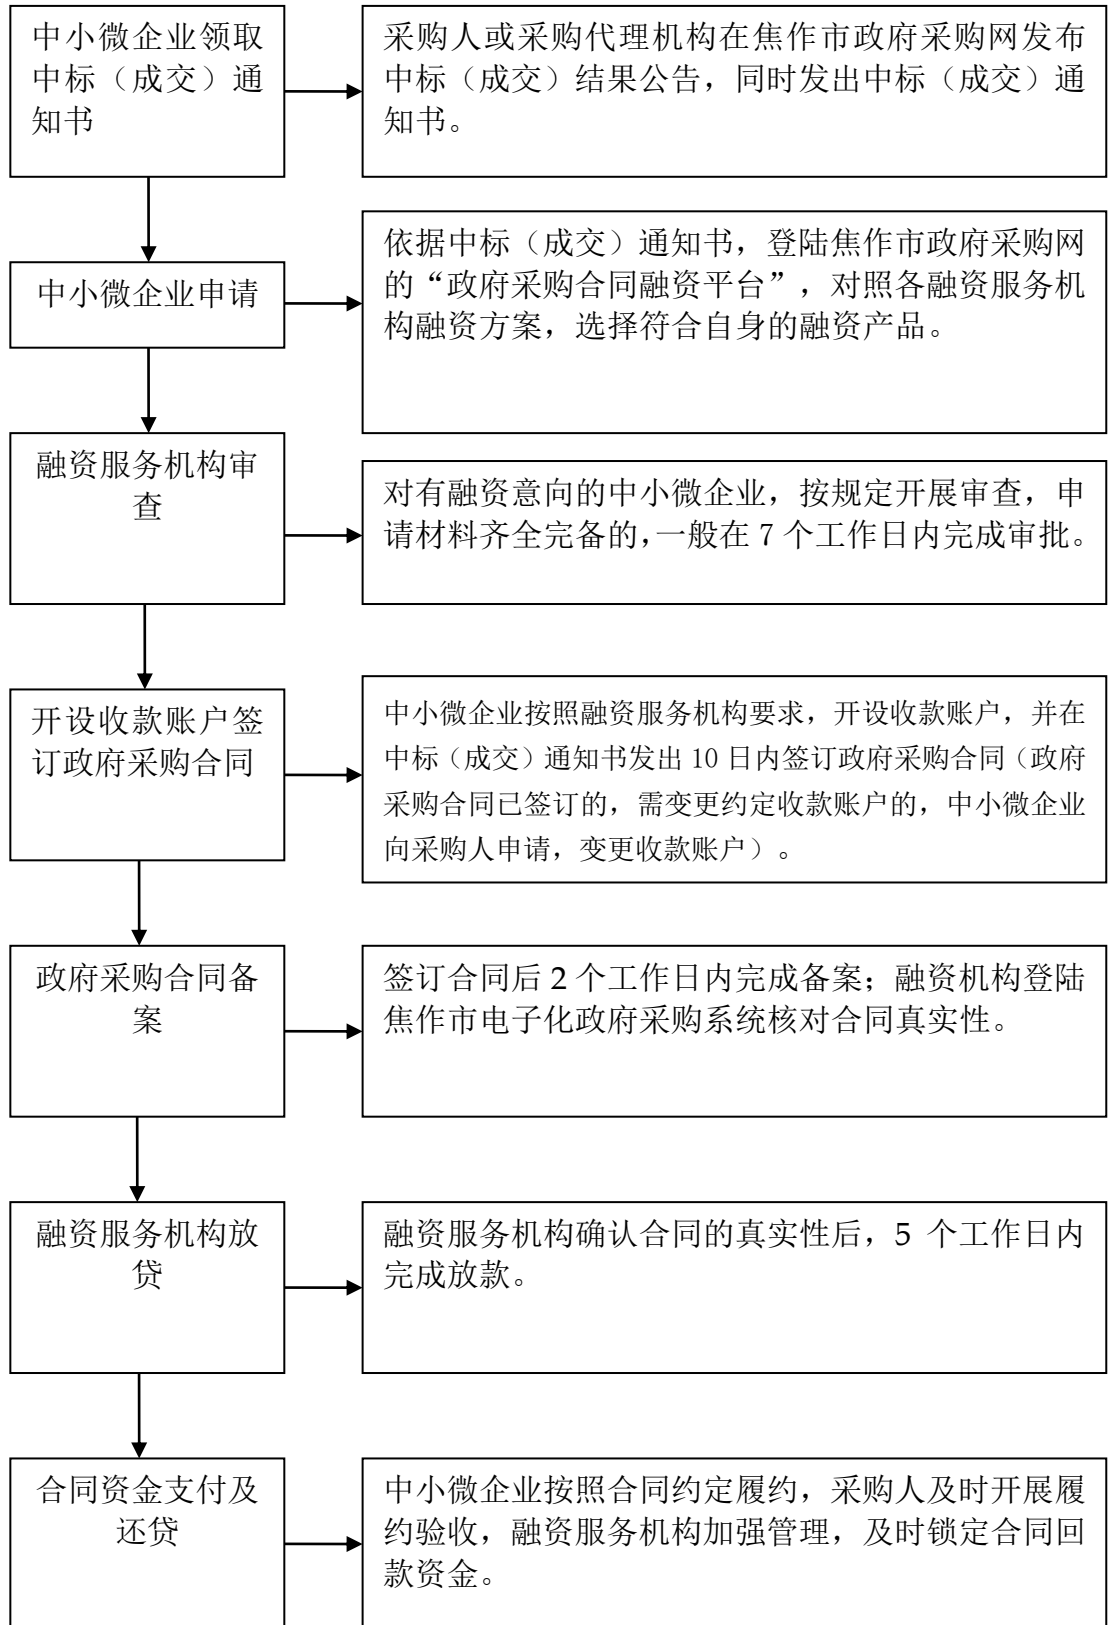 中小微企业领取
中标（成交）通
知书
采购人或采购代理机构在焦作市政府采购网发布
中标（成交）结果公告，同时发出中标（成交）通
知书。
中小微企业申请
依据中标（成交）通知书，登陆焦作市政府采购网
的“政府采购合同融资平台”，对照各融资服务机
构融资方案，选择符合自身的融资产品。
融资服务机构审
查
对有融资意向的中小微企业，按规定开展审查，申
请材料齐全完备的，一般在 7 个工作日内完成审批。
开设收款账户签
订政府采购合同
中小微企业按照融资服务机构要求，开设收款账户，并在
中标（成交）通知书发出 10 日内签订政府采购合同（政府
采购合同已签订的，需变更约定收款账户的，中小微企业
向采购人申请，变更收款账户）。
政府采购合同备
案
签订合同后 2 个工作日内完成备案；融资机构登陆
焦作市电子化政府采购系统核对合同真实性。
融资服务机构放
贷
融资服务机构确认合同的真实性后，5 个工作日内
完成放款。
合同资金支付及
还贷
中小微企业按照合同约定履约，采购人及时开展履
约验收，融资服务机构加强管理，及时锁定合同回
款资金。